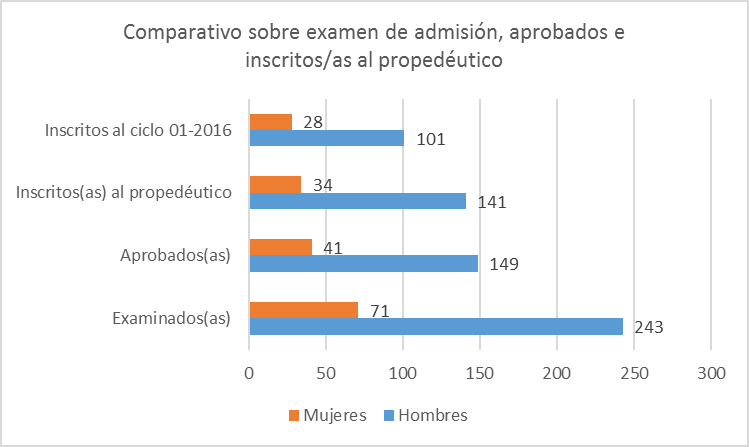 Comparativo sobre examen de admisión, aprobados e
inscritos/as al propedéutico
Inscritos al ciclo 01-2016
28
101
Inscritos(as) al propedéutico
34
141
Aprobados(as)
41
149
Examinados(as)
71
243
0 50 100 150 200 250 300
Mujeres Hombres